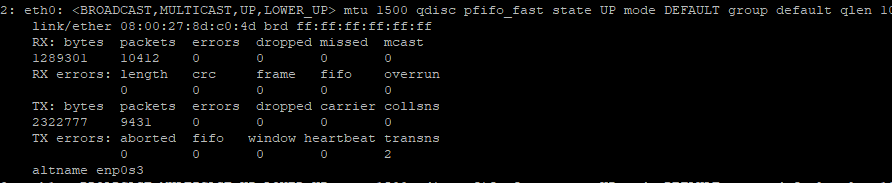 2: eth0: <BROADCAST,MULTICAST,UP,LOWER_UP> mtu 1500 qdisc pfifo_fast state UP mode DEFAULT group default qlen 10
link/ether 08:00:27:8d:c0:4d brd ff:ff:ff:ff:ff:ff
RX: bytes packets errors dropped missed mcast
1289301 10412 0 0 0 0
RX errors: length crc frame fifo overrun
0 0 0 0 0
TX: bytes packets errors dropped carrier collsns
2322777 9431 0 0 0 0
TX errors: aborted fifo window heartbeat transns
0 0 0 0 2
altname enp0s3